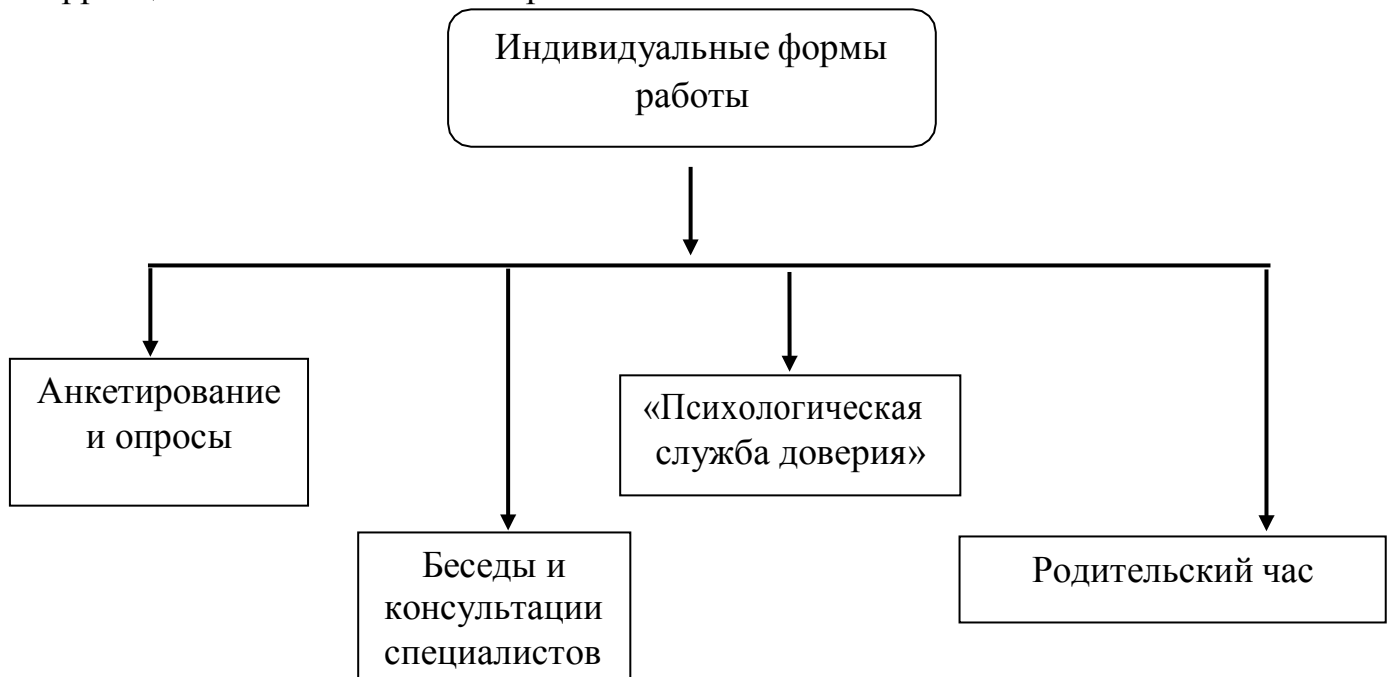 Индивидуальные формы
работы
Анкетирование
и опросы
«Психологическая
служба доверия»
Беседы и
консультации
специалистов
Родительский час